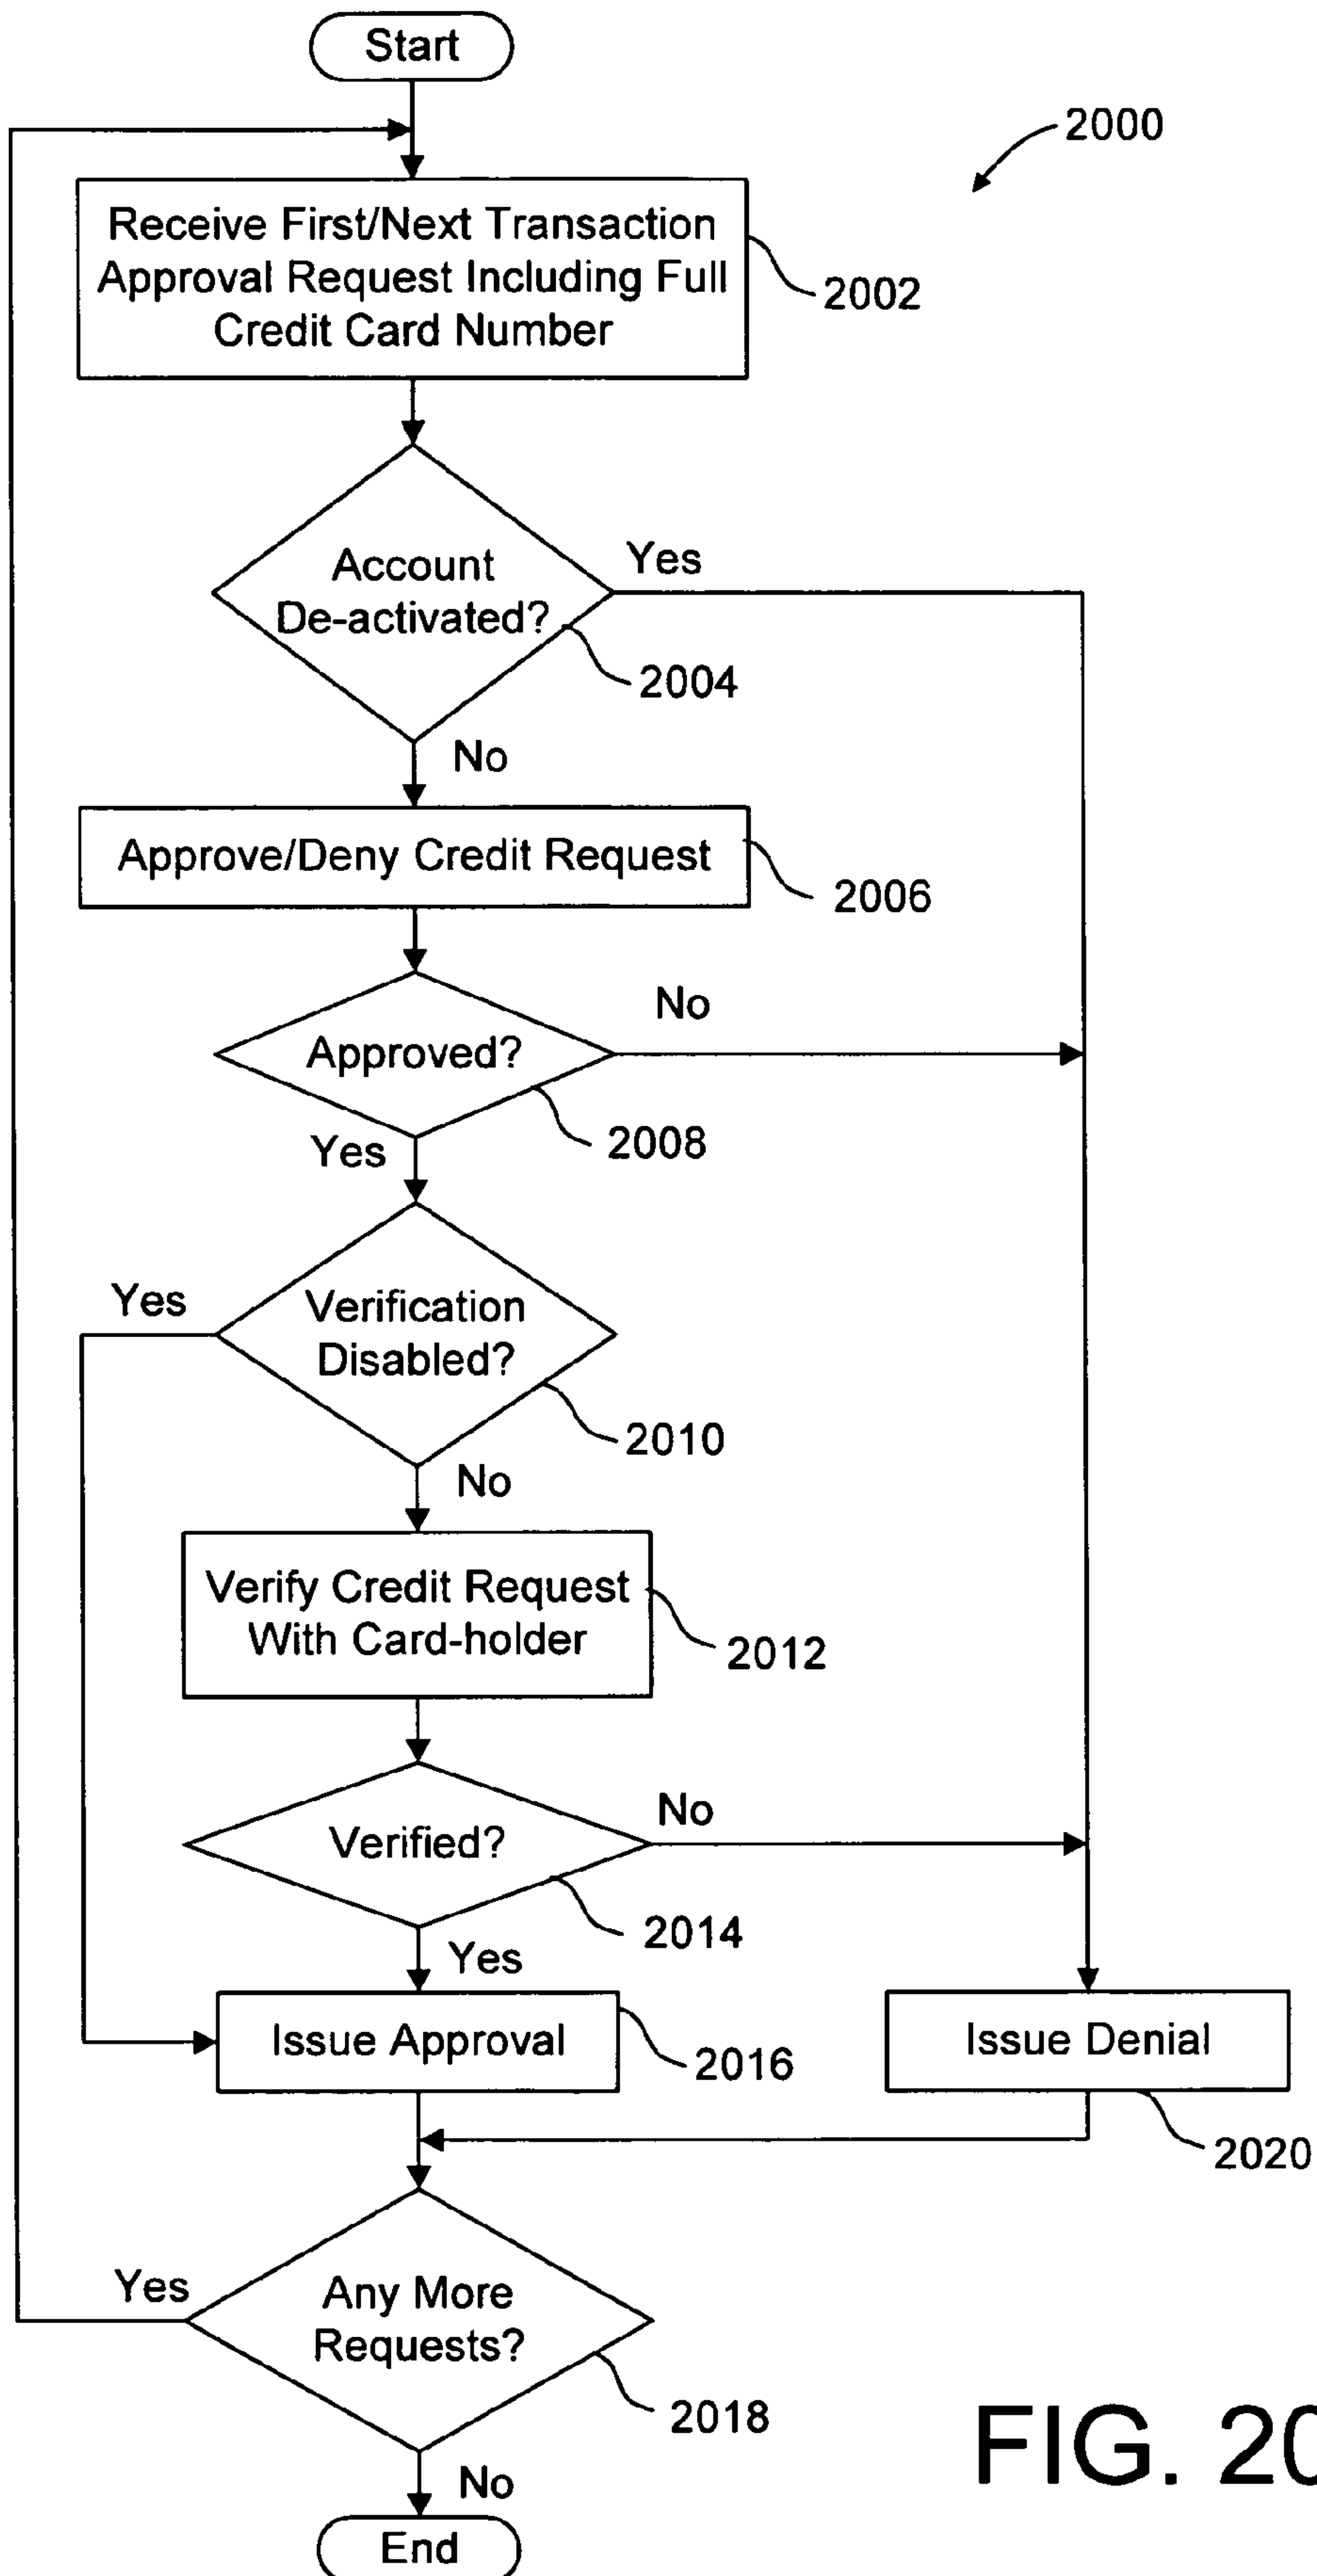 Start
2000
Receive First/Next Transaction
Approval Request Including Full
Credit Card Number
2002
Account
De-activated?
Yes
2004
No
Approve/Deny Credit Request
2006
Approved?
No
2008
Yes
Verification
Disabled?
Yes
2010
No
Verify Credit Request
With Card-holder
2012
Verified?
No
2014
Yes
Issue Approval
2016
Issue Denial
2020
Any More
Requests?
Yes
2018
No
End
FIG. 20